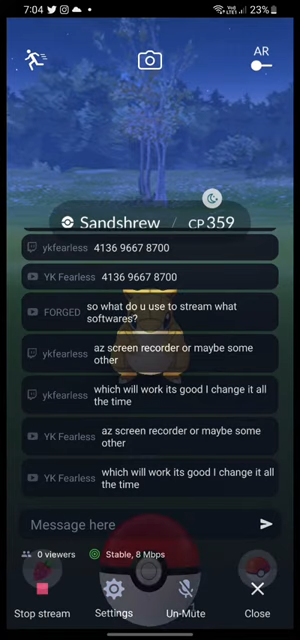 7:04
VoD LTE1 23%
AR
Sandshrew / CP359
ykfearless 4136 9667 8700
YK Fearless 4136 9667 8700
so what do u use to stream what
FORGED
softwares?
az screen recorder or maybe some
ykfearless
other
which will work its good I change it all
ykfearless
the time
az screen recorder or maybe some
YK Fearless
other
which will work its good I change it all
YK Fearless
the time
Message here
0 viewers Stable, 8 Mbps
Stop stream Settings Un-Mute Close